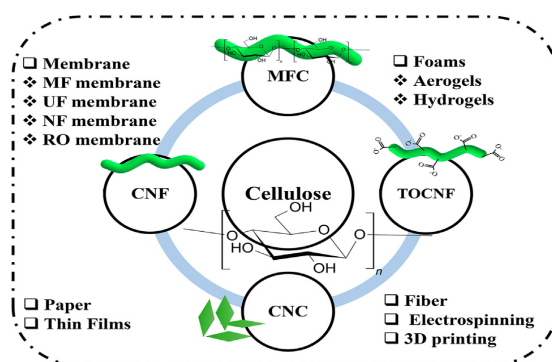 ❑ Membrane
❖ MF membrane
❖ UF membrane
❖ NF membrane
❖ RO membrane
❑ Foams
❖ Aerogels
❖ Hydrogels
MFC
CNF
Cellulose
TOCNF
CNC
OH
O
O
O
HO
OH
n
❑ Paper
❑ Thin Films
❑ Fiber
❑ Electrospinning
❑ 3D printing